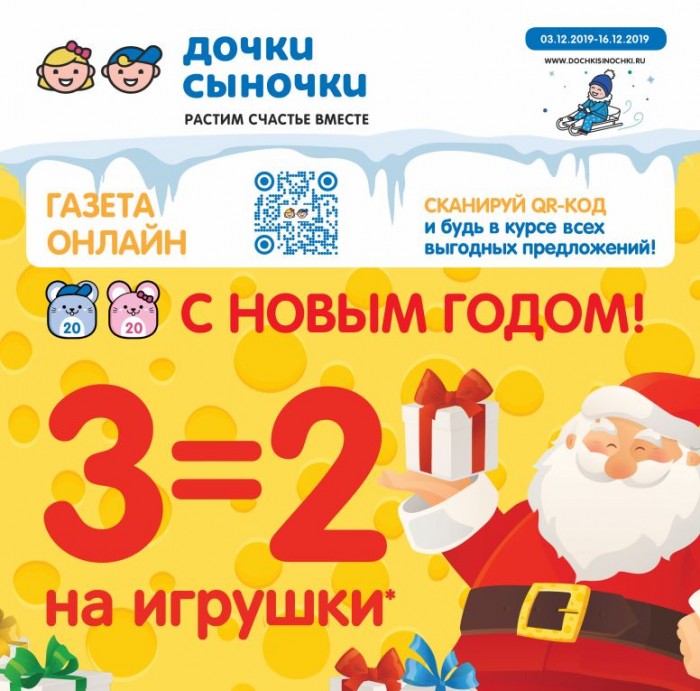 ДОЧКИ
СЫНОЧКИ
РАСТИМ СЧАСТЬЕ ВМЕСТЕ
03.12.2019-16.12.2019
WWW.DOCHKISINOCHKI.RU
ГАЗЕТА
ОНЛАЙН
СКАНИРУЙ QR-КОД
и будь в курсе всех
выгодных предложений!
20
20
С НОВЫМ ГОДОМ!
3=2
на игрушки*